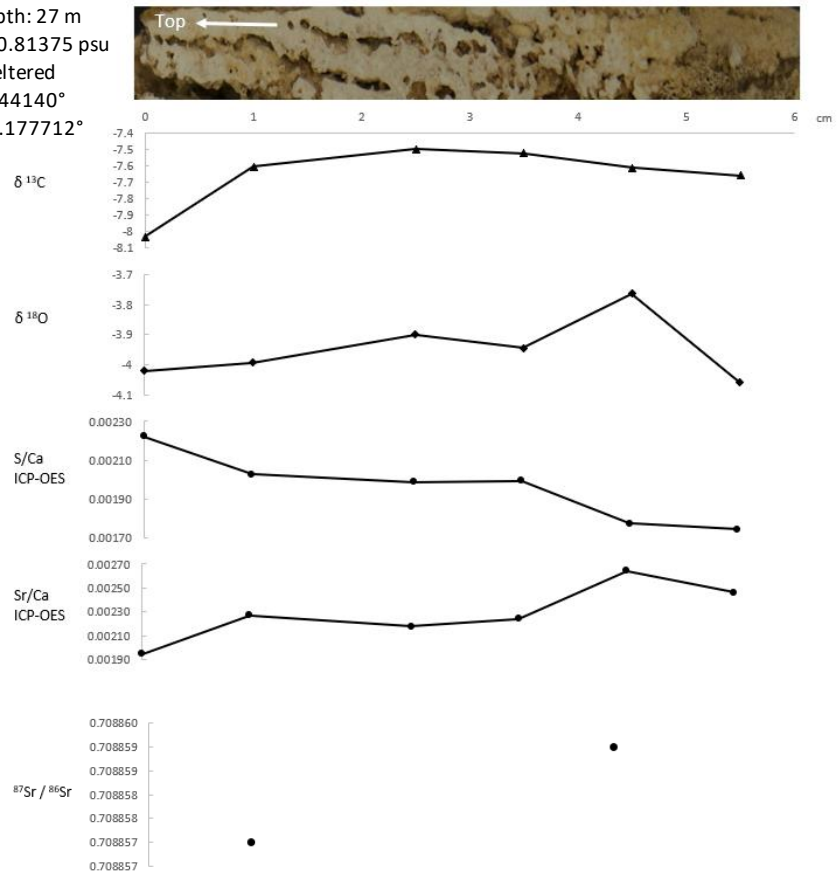 pth: 27 m
0.81375 psu
eltered
44140°
.177712°
Top
0 1 2 3 4 5 6 cm
δ ¹³C
-7.4
-7.5
-7.6
-7.7
-7.8
-7.9
-8
-8.1
δ ¹⁸O
-3.7
-3.8
-3.9
-4
-4.1
S/Ca
ICP-OES
0.00230
0.00210
0.00190
0.00170
Sr/Ca
ICP-OES
0.00270
0.00250
0.00230
0.00210
0.00190
⁸⁷Sr / ⁸⁶Sr
0.708860
0.708859
0.708859
0.708858
0.708858
0.708857
0.708857